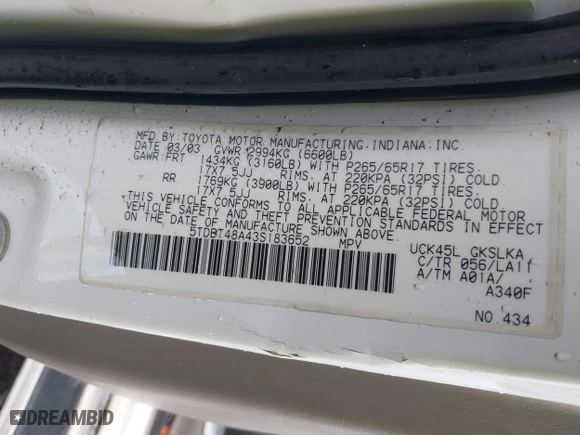 MFD BY:TOYOTA MOTOR MANUFACTURING,INDIANA,INC
DATE 03/03 GVWR 2994KG (6600LB)
GAWR FRT 1434KG (3160LB) WITH P265/65R17 TIRES.
17X7 5JJ RIMS. AT 220KPA (32PSI) COLD
RR 1769KG (3900LB) WITH P265/65R17 TIRES.
17X7 5JJ RIMS. AT 220KPA (32PSI) COLD.
THIS VEHICLE CONFORMS TO ALL APPLICABLE FEDERAL MOTOR
VEHICLE SAFETY AND THEFT PREVENTION STANDARDS IN EFFECT
ON THE DATE OF MANUFACTURE SHOWN ABOVE.
5TDBT48A43S183652 MPV
UCK45L GKSLKA
C/TR 056/LA1f
A/TM A01A/
A340F
NO.434
DREAMBID